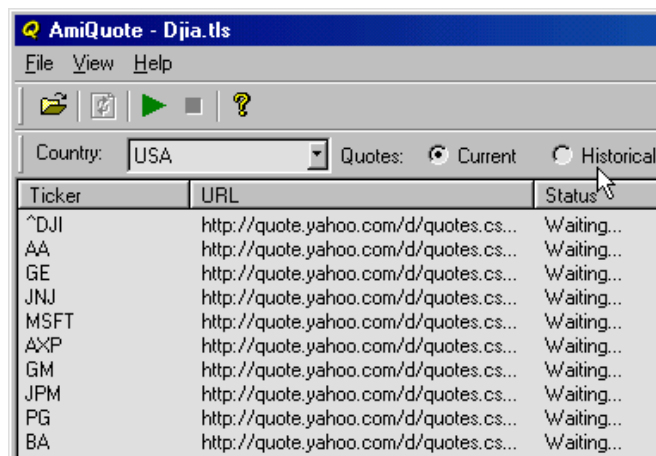 AmiQuote - Djia.tls
File View Help
Country: USA Quotes: Current Historical
Ticker URL Status
^DJI http://quote.yahoo.com/d/quotes.cs... Waiting...
AA http://quote.yahoo.com/d/quotes.cs... Waiting...
GE http://quote.yahoo.com/d/quotes.cs... Waiting...
JNJ http://quote.yahoo.com/d/quotes.cs... Waiting...
MSFT http://quote.yahoo.com/d/quotes.cs... Waiting...
AXP http://quote.yahoo.com/d/quotes.cs... Waiting...
GM http://quote.yahoo.com/d/quotes.cs... Waiting...
JPM http://quote.yahoo.com/d/quotes.cs... Waiting...
PG http://quote.yahoo.com/d/quotes.cs... Waiting...
BA http://quote.yahoo.com/d/quotes.cs... Waiting...